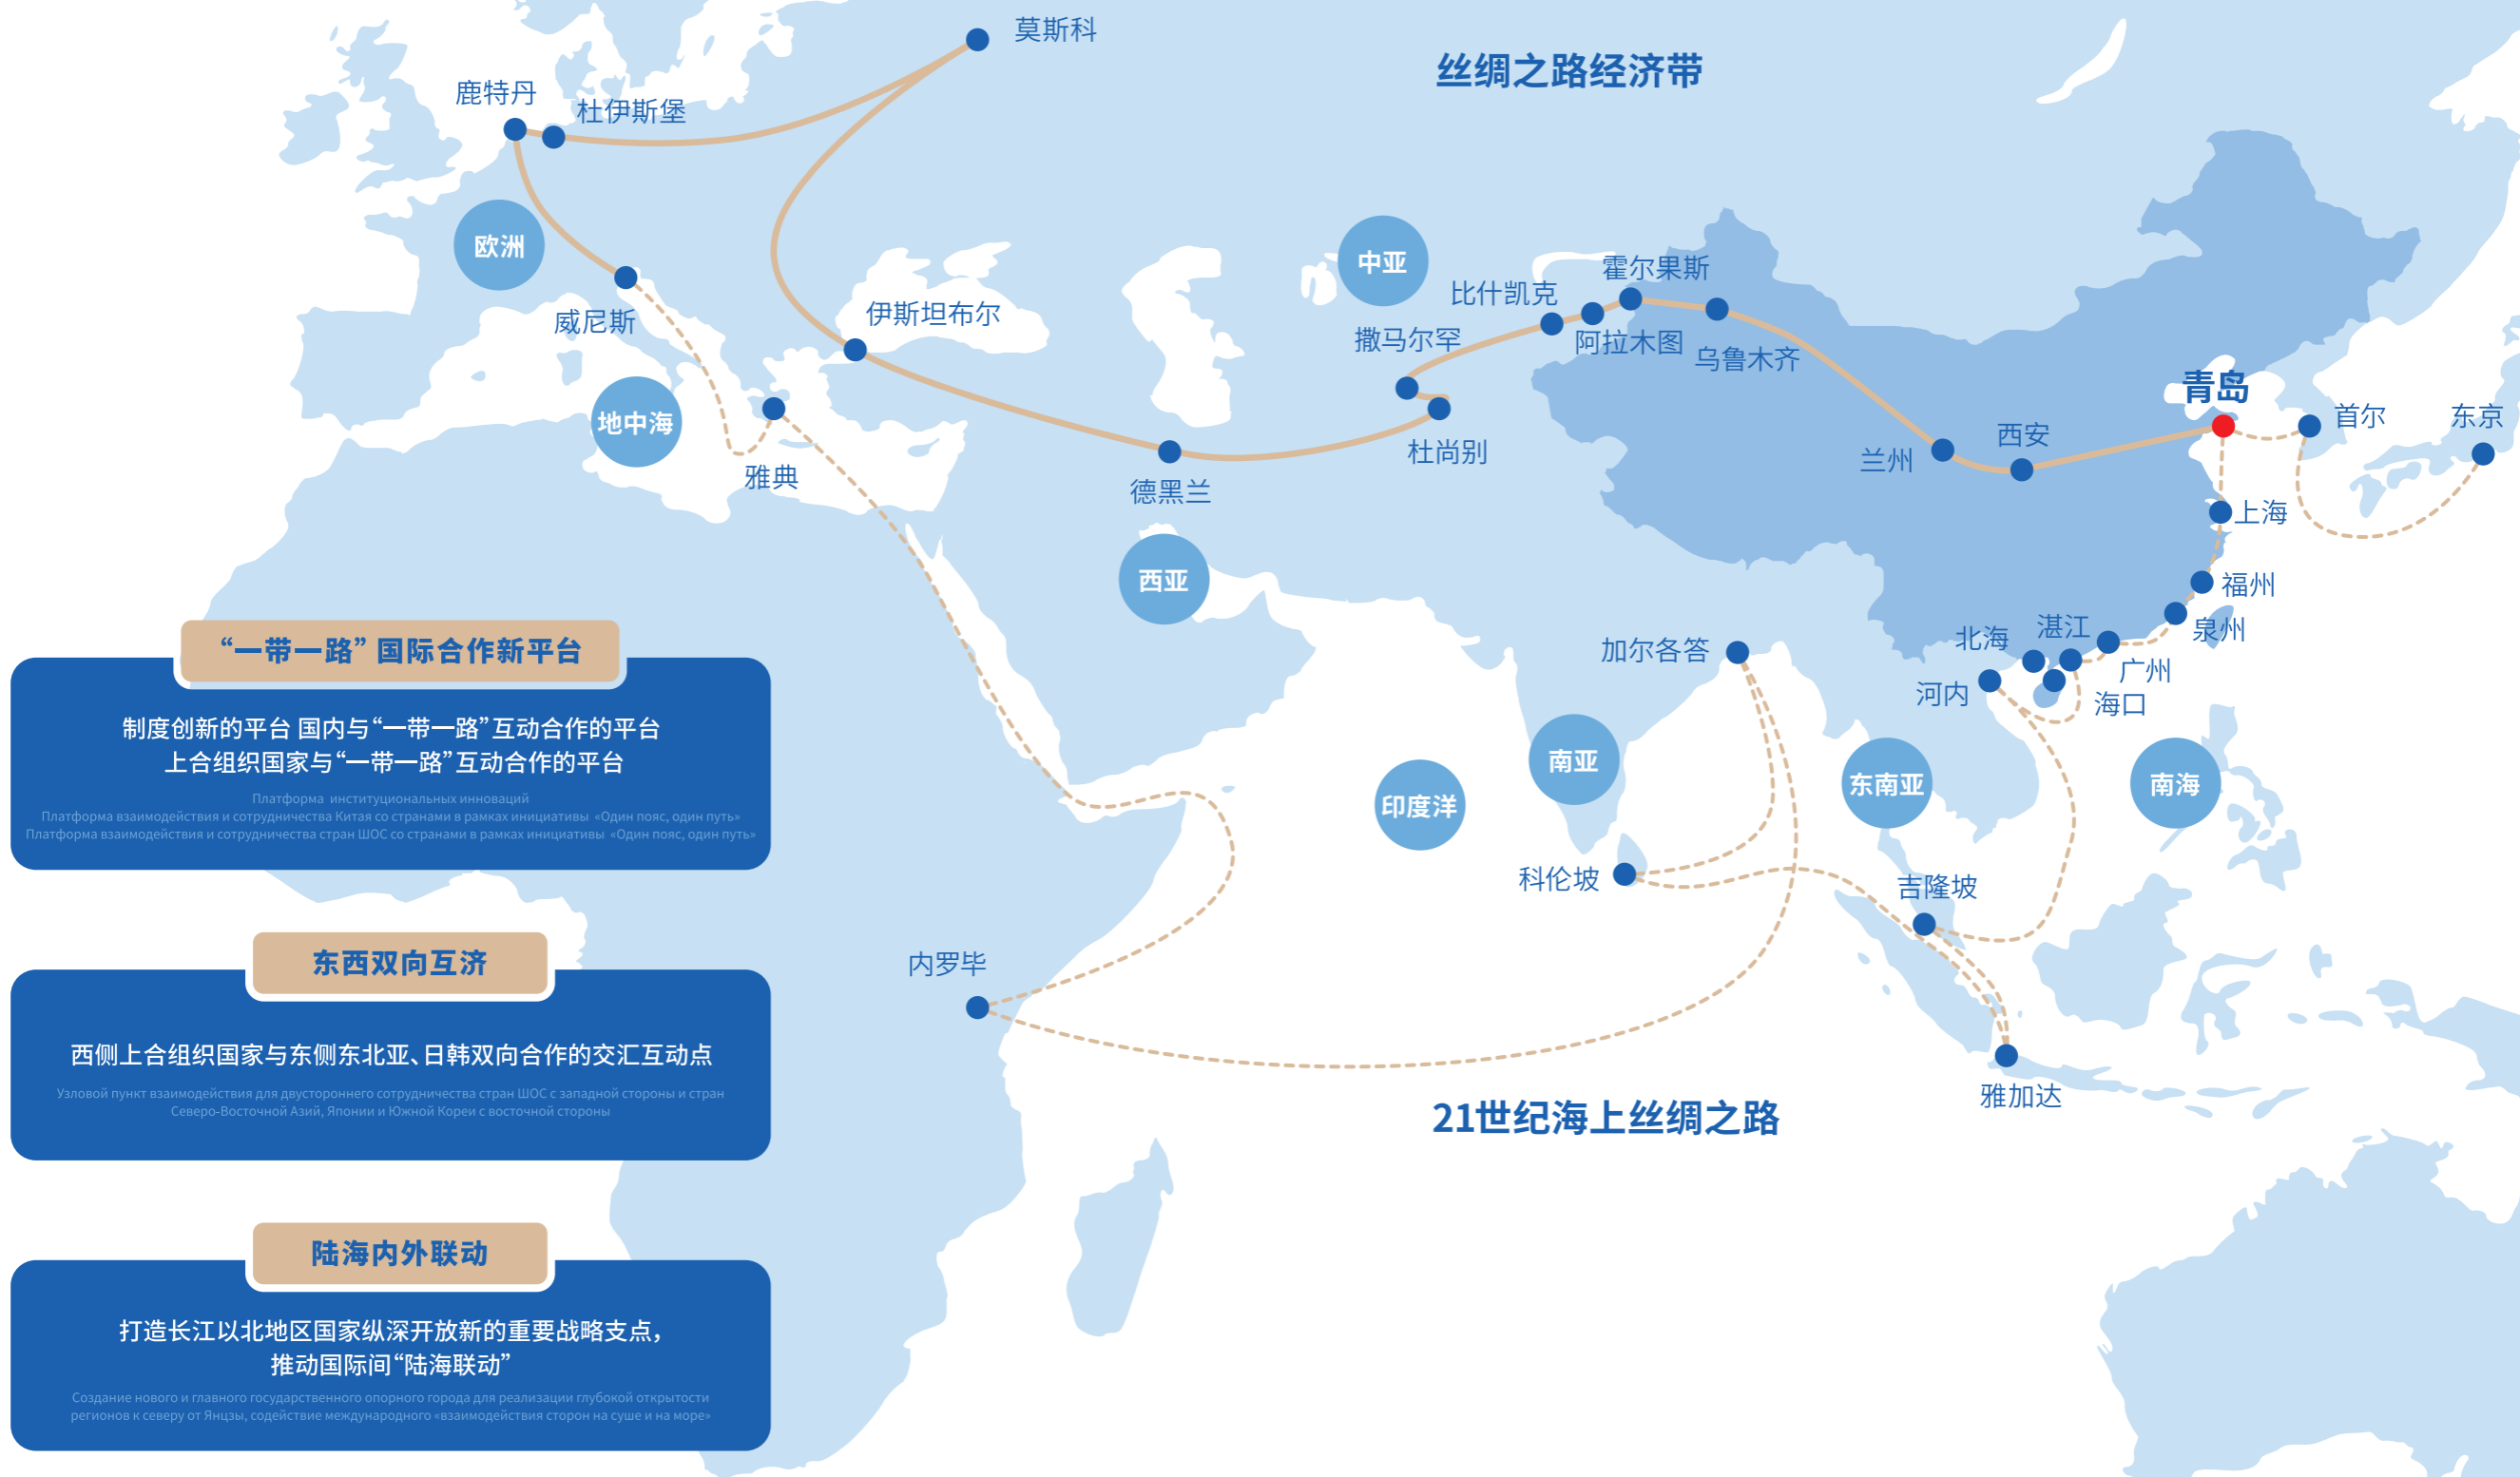 莫斯科
丝绸之路经济带
鹿特丹
杜伊斯堡
欧洲
中亚
霍尔果斯
比什凯克
伊斯坦布尔
威尼斯
撒马尔罕
阿拉木图
乌鲁木齐
青岛
首尔
东京
地中海
西安
杜尚别
兰州
雅典
德黑兰
上海
西亚
福州
湛江
泉州
北海
加尔各答
广州
河内
海口
“一带一路” 国际合作新平台
制度创新的平台 国内与“一带一路”互动合作的平台
上合组织国家与“一带一路”互动合作的平台
Платформа институциональных инноваций
Платформа взаимодействия и сотрудничества Китая со странами в рамках инициативы «Один пояс, один путь»
Платформа взаимодействия и сотрудничества стран ШОС со странами в рамках инициативы «Один пояс, один путь»
南亚
东南亚
南海
印度洋
科伦坡
吉隆坡
内罗毕
东西双向互济
西侧上合组织国家与东侧东北亚、日韩双向合作的交汇互动点
Узловой пункт взаимодействия для двустороннего сотрудничества стран ШОС с западной стороны и стран
Северо-Восточной Азий, Японии и Южной Кореи с восточной стороны
雅加达
21世纪海上丝绸之路
陆海内外联动
打造长江以北地区国家纵深开放新的重要战略支点，
推动国际间“陆海联动”
Создание нового и главного государственного опорного города для реализации глубокой открытости
регионов к северу от Янцзы, содействие международного «взаимодействия сторон на суше и на море»